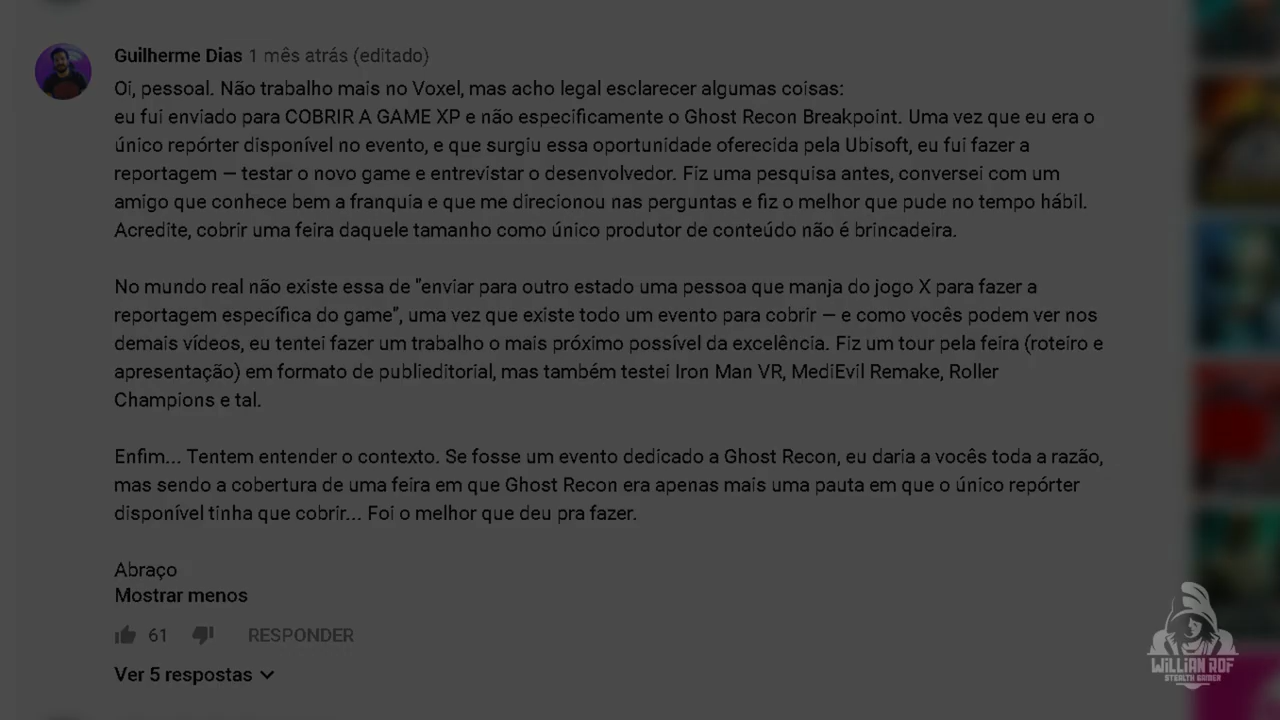 Guilherme Dias 1 mês atrás (editado)
Oi, pessoal. Não trabalho mais no Voxel, mas acho legal esclarecer algumas coisas:
eu fui enviado para COBRIR A GAME XP e não especificamente o Ghost Recon Breakpoint. Uma vez que eu era o
único repórter disponível no evento, e que surgiu essa oportunidade oferecida pela Ubisoft, eu fui fazer a
reportagem — testar o novo game e entrevistar o desenvolvedor. Fiz uma pesquisa antes, conversei com um
amigo que conhece bem a franquia e que me direcionou nas perguntas e fiz o melhor que pude no tempo hábil.
Acredite, cobrir uma feira daquele tamanho como único produtor de conteúdo não é brincadeira.
No mundo real não existe essa de "enviar para outro estado uma pessoa que manja do jogo X para fazer a
reportagem específica do game", uma vez que existe todo um evento para cobrir — e como vocês podem ver nos
demais vídeos, eu tentei fazer um trabalho o mais próximo possível da excelência. Fiz um tour pela feira (roteiro e
apresentação) em formato de publieditorial, mas também testei Iron Man VR, MediEvil Remake, Roller
Champions e tal.
Enfim... Tentem entender o contexto. Se fosse um evento dedicado a Ghost Recon, eu daria a vocês toda a razão,
mas sendo a cobertura de uma feira em que Ghost Recon era apenas mais uma pauta em que o único repórter
disponível tinha que cobrir... Foi o melhor que deu pra fazer.
Abraço
Mostrar menos
61 RESPONDER
Ver 5 respostas
WILLIAN ROF
STEALTH GAMER